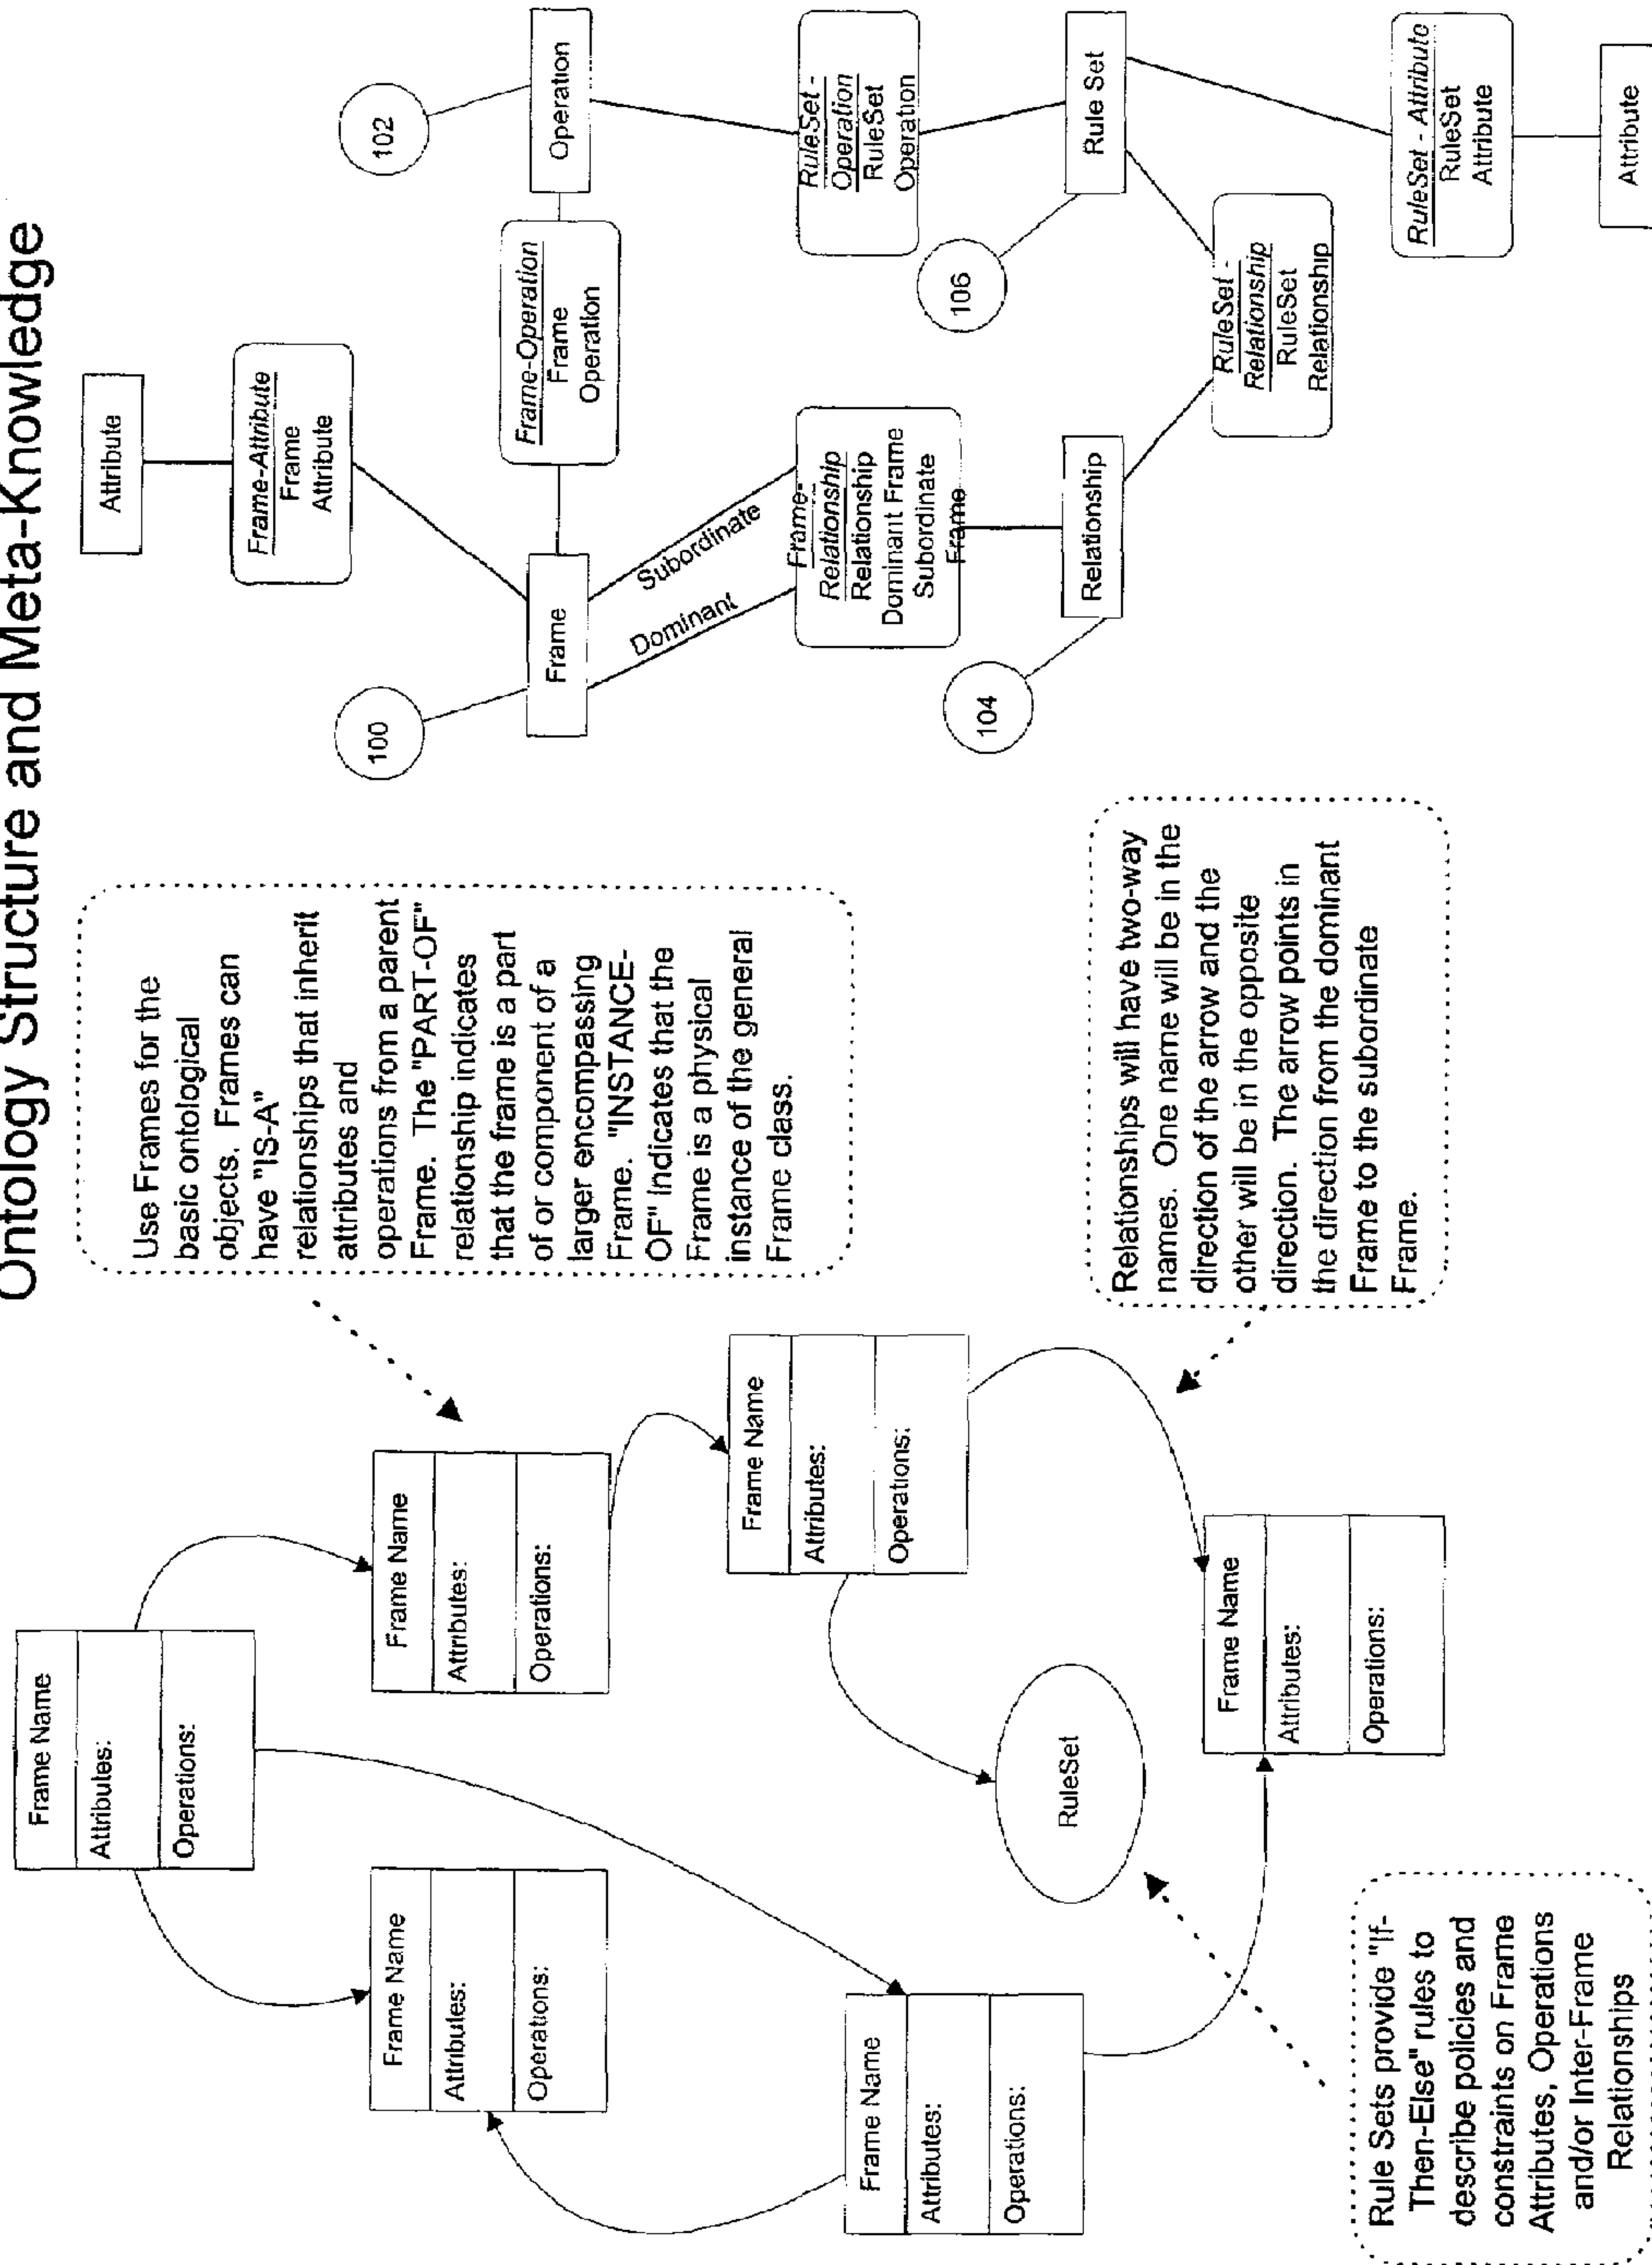 Ontology Structure and Meta-Knowledge
Frame Name
Attributes:
Operations:
Frame Name
Attributes:
Operations:
Frame Name
Attributes:
Operations:
Frame Name
Attributes:
Operations:
Frame Name
Attributes:
Operations:
Frame Name
Attributes:
Operations:
RuleSet
Rule Sets provide "If-
Then-Else" rules to
describe policies and
constraints on Frame
Attributes, Operations
and/or Inter-Frame
Relationships
Use Frames for the
basic ontological
objects. Frames can
have "IS-A"
relationships that inherit
attributes and
operations from a parent
Frame. The "PART-OF"
relationship indicates
that the frame is a part
of or component of a
larger encompassing
Frame. "INSTANCE-
OF" Indicates that the
Frame is a physical
instance of the general
Frame class.
Relationships will have two-way
names. One name will be in the
direction of the arrow and the
other will be in the opposite
direction. The arrow points in
the direction from the dominant
Frame to the subordinate
Frame.
Attribute
Frame-Attribute
Frame
Attribute
100
Frame
Frame-Operation
Frame
Operation
102
Operation
Dominant
Subordinate
Frame-
Relationship
Relationship
Dominant Frame
Subordinate
Frame
RuleSet -
Operation
RuleSet
Operation
104
Relationship
106
Rule Set
RuleSet -
Relationship
RuleSet
Relationship
RuleSet - Attribute
RuleSet
Attribute
Attribute